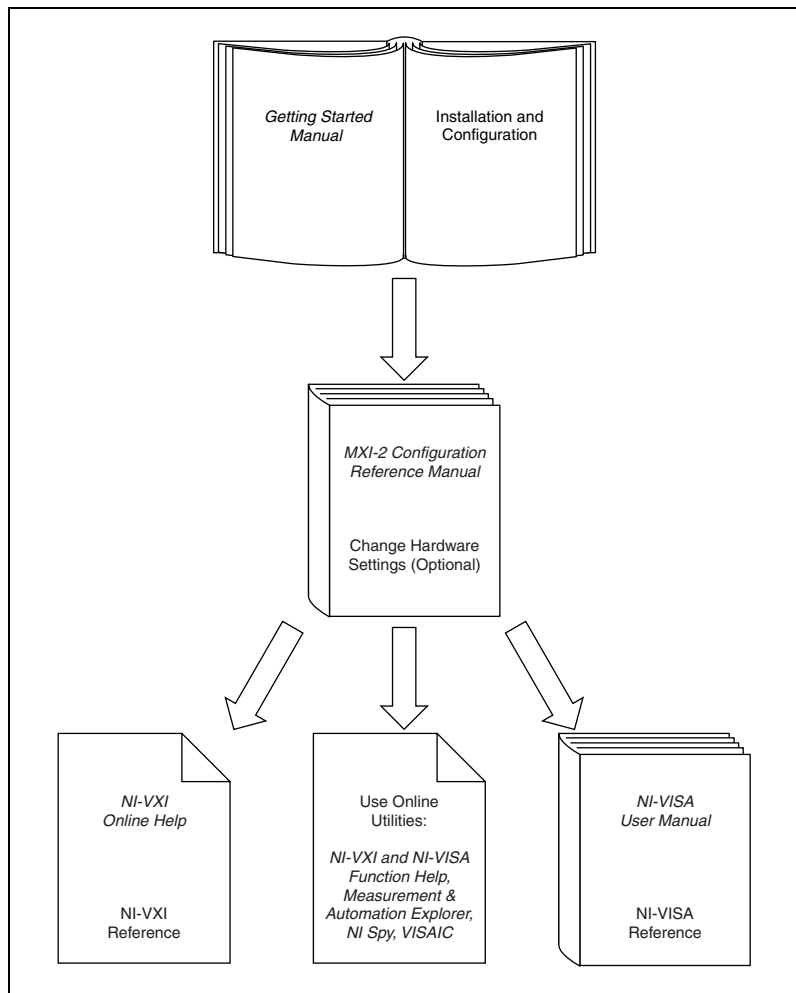 Getting Started
Manual
Installation and
Configuration
MXI-2 Configuration
Reference Manual
Change Hardware
Settings (Optional)
NI-VXI
Online Help
NI-VXI
Reference
Use Online
Utilities:
NI-VXI and NI-VISA
Function Help,
Measurement &
Automation Explorer,
NI Spy, VISAIC
NI-VISA
User Manual
NI-VISA
Reference